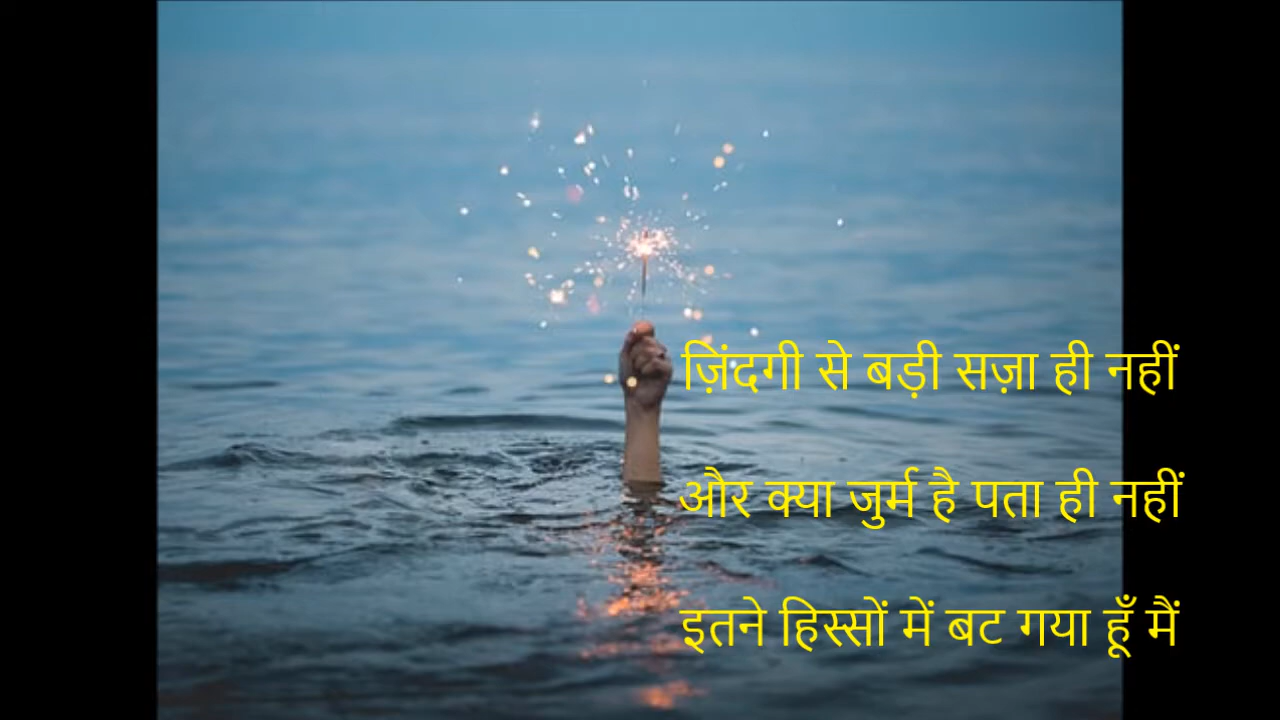 ज़िंदगी से बड़ी सज़ा ही नहीं
और क्या जुर्म है पता ही नहीं
इतने हिस्सों में बट गया हूँ मैं